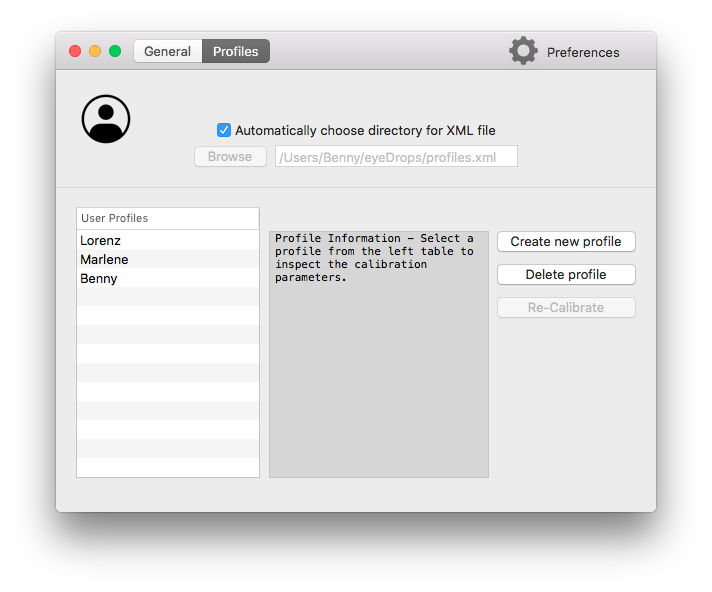 General
Profiles
Preferences
Automatically choose directory for XML file
Browse
/Users/Benny/eyeDrops/profiles.xml
User Profiles
Lorenz
Marlene
Benny
Profile Information – Select a
profile from the left table to
inspect the calibration
parameters.
Create new profile
Delete profile
Re-Calibrate